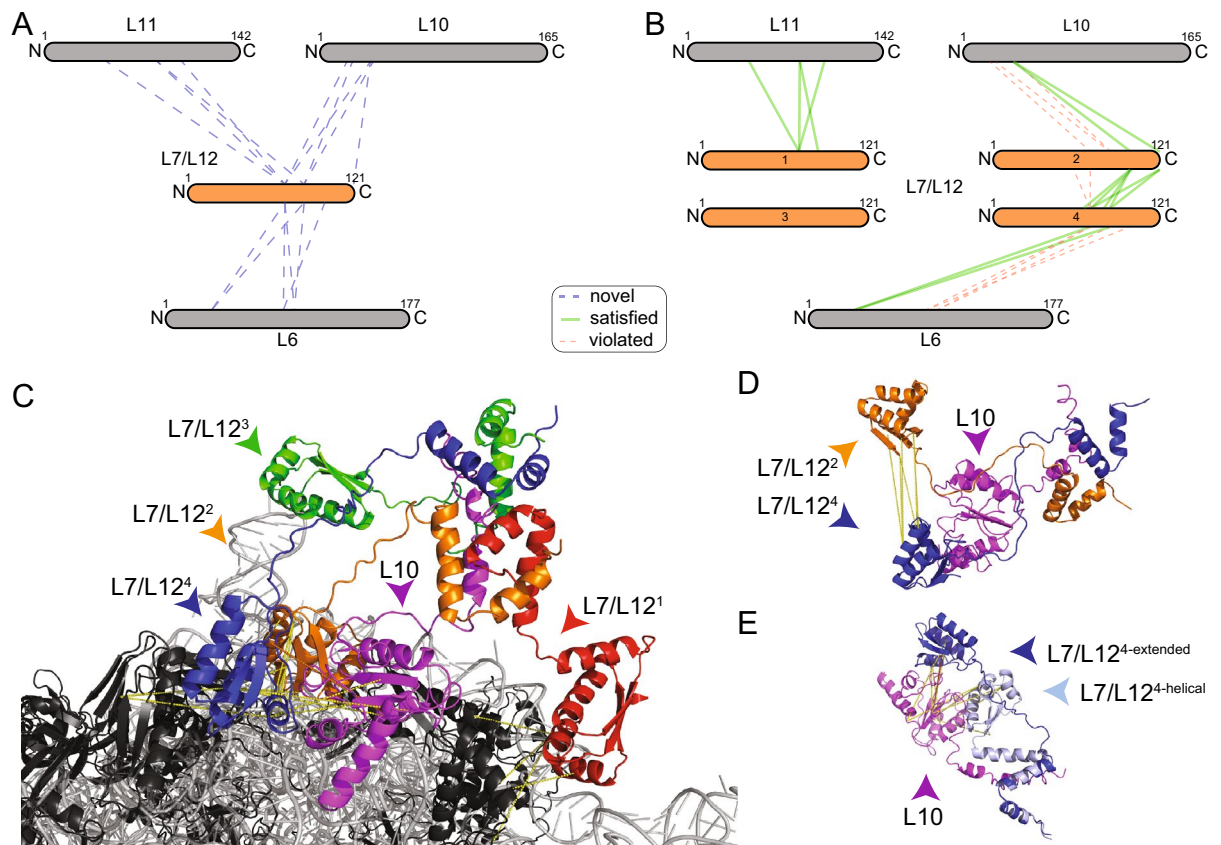 A
L11
1
142
N
C
L10
1
165
N
C
L7/L12
1
121
N
C
1
177
N
C
L6
novel
satisfied
violated
B
L11
1
142
N
C
L10
1
165
N
C
1
121
N
1
C
1
121
N
2
C
L7/L12
1
121
N
3
C
1
121
N
4
C
1
177
N
C
L6
C
L7/L12³
L7/L12²
L7/L12⁴
L10
L7/L12¹
D
L10
L7/L12²
L7/L12⁴
E
L7/L12⁴⁻ᵉˣᵗᵉⁿᵈᵉᵈ
L7/L12⁴⁻ʰᵉˡⁱᶜᵃˡ
L10